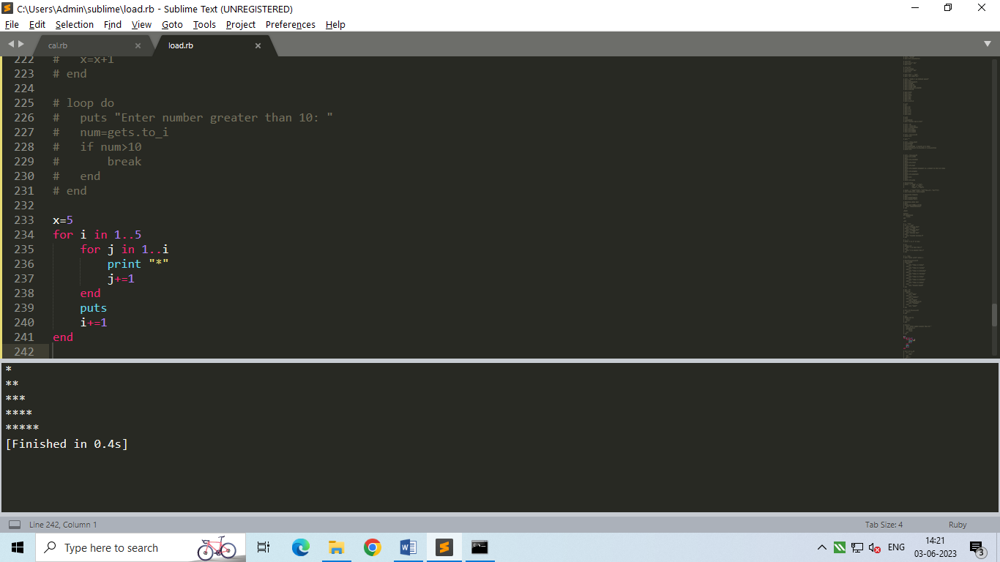 C:\Users\Admin\sublime\load.rb - Sublime Text (UNREGISTERED)
File Edit Selection Find View Goto Tools Project Preferences Help
cal.rb × load.rb ×
222 #   x=x+1
223 # end
224
225 # loop do
226 #   puts "Enter number greater than 10: "
227 #   num=gets.to_i
228 #   if num>10
229 #       break
230 #   end
231 # end
232
233 x=5
234 for i in 1..5
235     for j in 1..i
236         print "*"
237         j+=1
238     end
239     puts
240     i+=1
241 end
242
*
**
***
****
*****
[Finished in 0.4s]
Line 242, Column 1 Tab Size: 4 Ruby
Type here to search ENG 14:21
03-06-2023 3